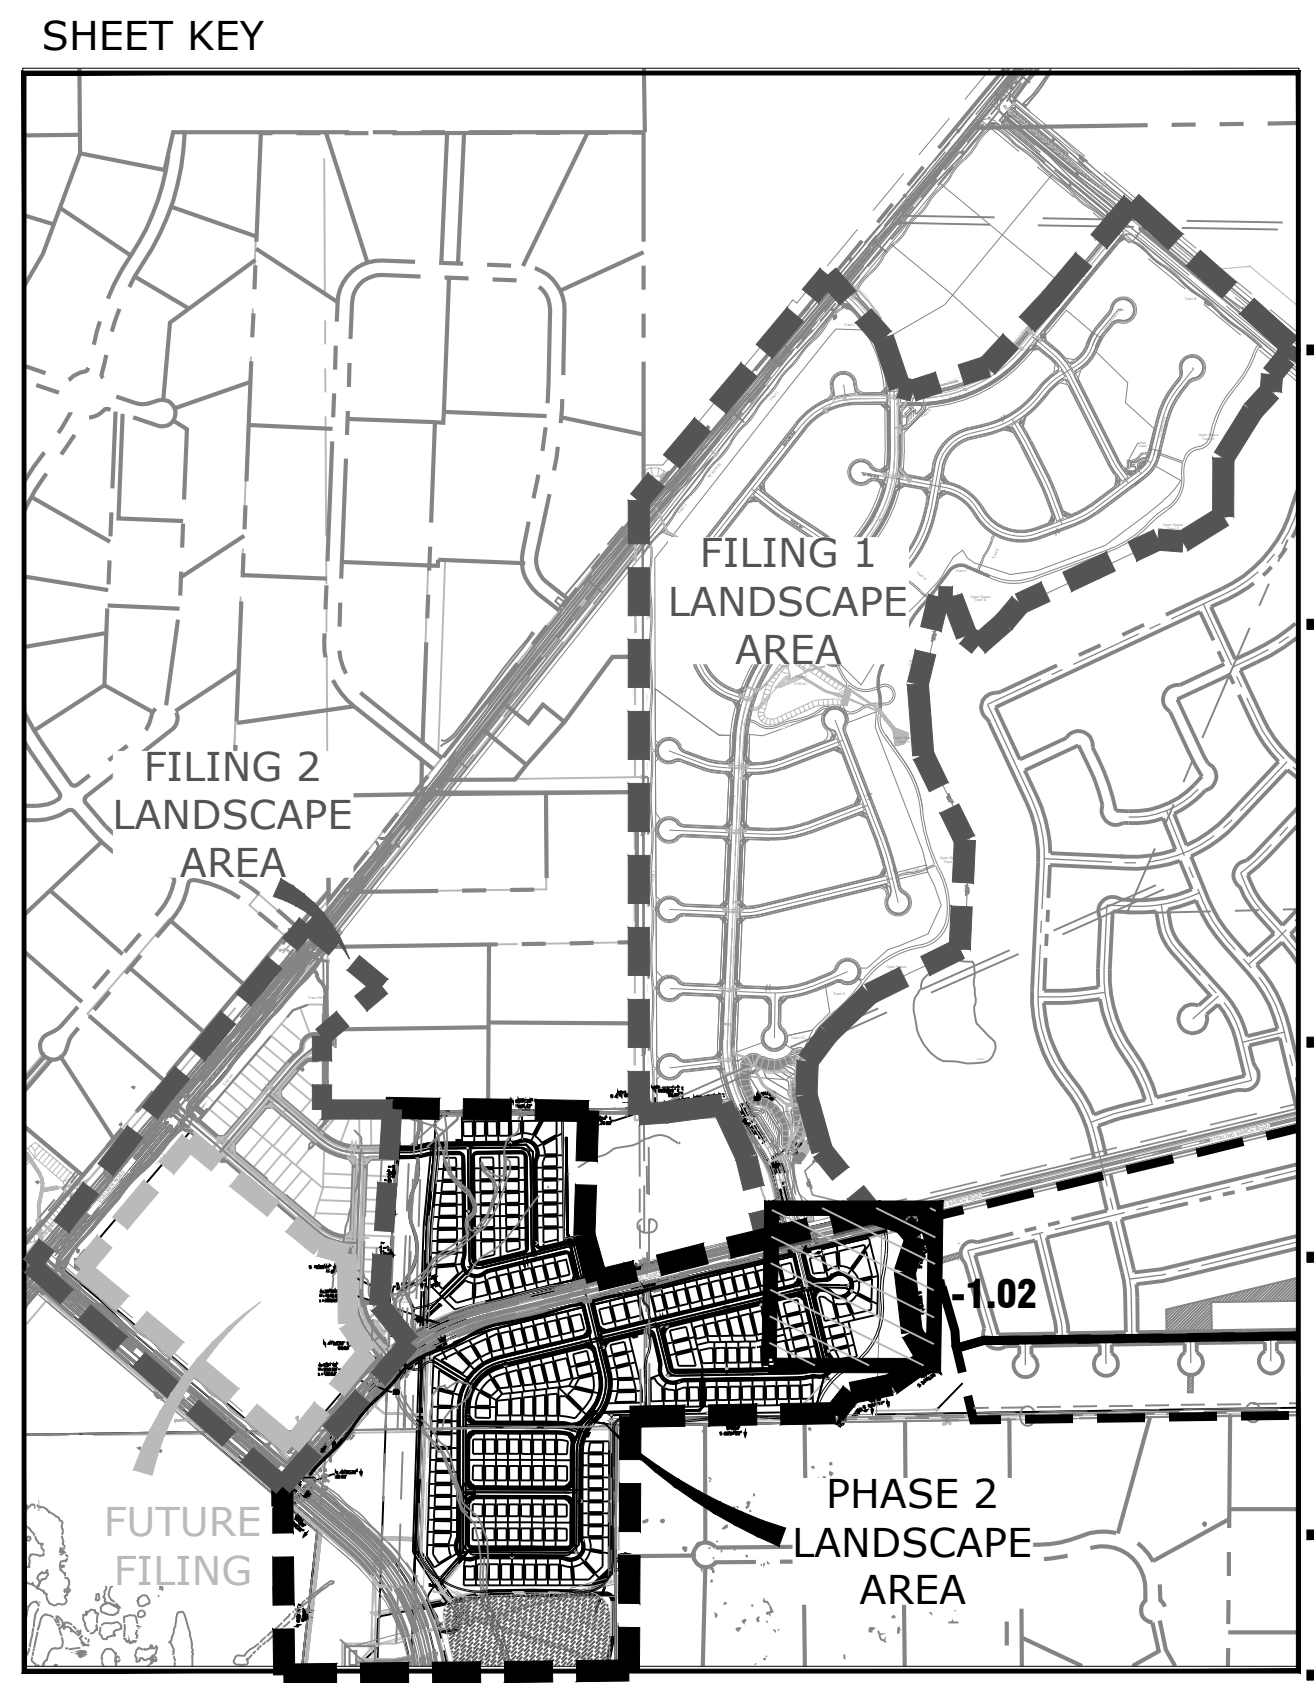 SHEET KEY
FILING 1
LANDSCAPE
AREA
FILING 2
LANDSCAPE
AREA
-1.02
PHASE 2
LANDSCAPE
AREA
FUTURE
FILING